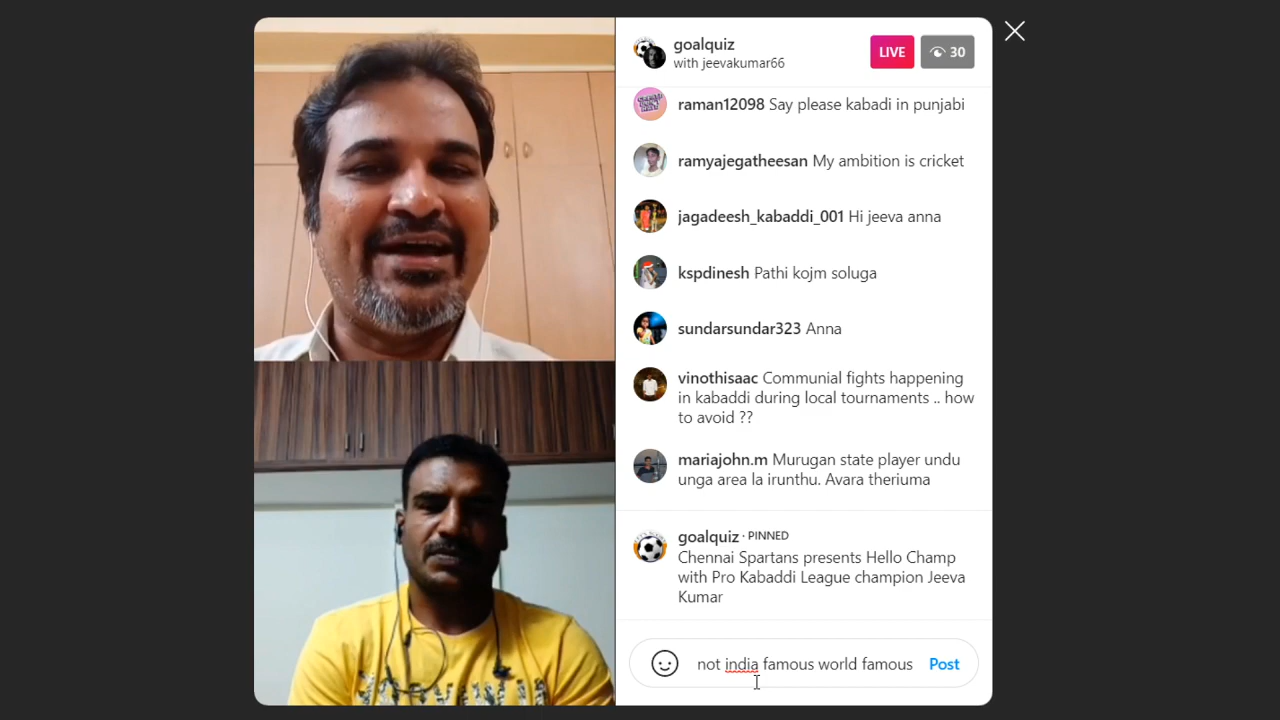 goalquiz
with jeevakumar66
LIVE
30
raman12098 Say please kabadi in punjabi
ramyajegatheesan My ambition is cricket
jagadeesh_kabaddi_001 Hi jeeva anna
kspdinesh Pathi kojm soluga
sundarsundar323 Anna
vinothisaac Communial fights happening
in kabaddi during local tournaments .. how
to avoid ??
mariajohn.m Murugan state player undu
unga area la irunthu. Avara theriuma
goalquiz · PINNED
Chennai Spartans presents Hello Champ
with Pro Kabaddi League champion Jeeva
Kumar
not india famous world famous
Post